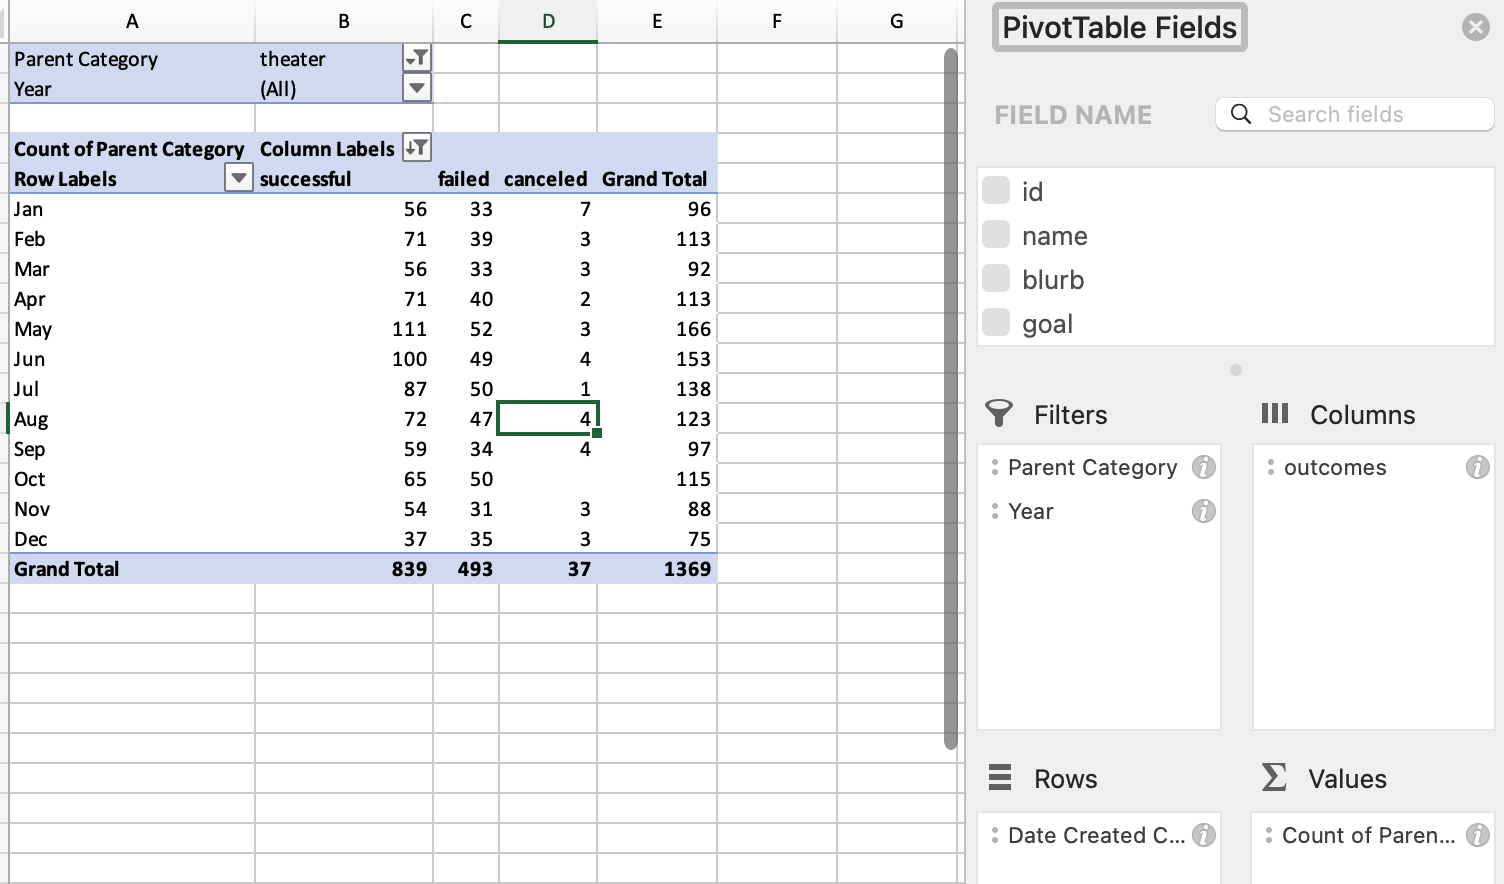 A B C D E F G
Parent Category theater
Year (All)
Count of Parent Category Column Labels
Row Labels successful failed canceled Grand Total
Jan 56 33 7 96
Feb 71 39 3 113
Mar 56 33 3 92
Apr 71 40 2 113
May 111 52 3 166
Jun 100 49 4 153
Jul 87 50 1 138
Aug 72 47 4 123
Sep 59 34 4 97
Oct 65 50 115
Nov 54 31 3 88
Dec 37 35 3 75
Grand Total 839 493 37 1369
PivotTable Fields
FIELD NAME Search fields
id
name
blurb
goal
Filters
Parent Category
Year
Columns
outcomes
Rows
Date Created C...
Values
Count of Paren...